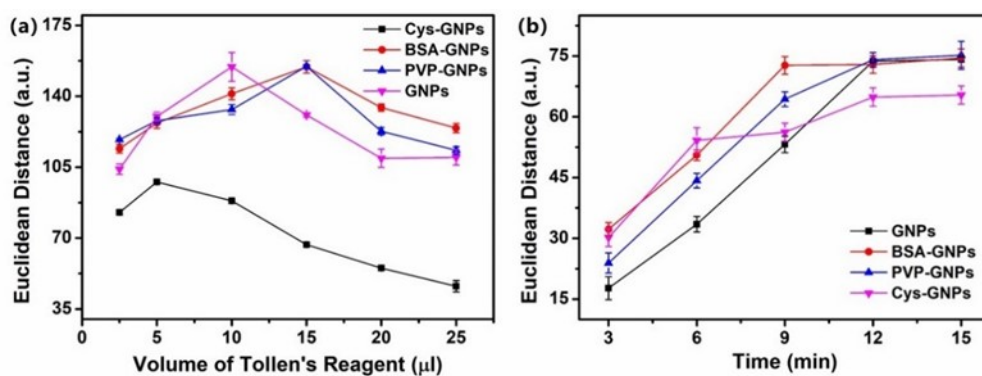 (a)
Cys-GNPs
BSA-GNPs
PVP-GNPs
GNPs
Euclidean Distance (a.u.)
175
140
105
70
35
0 5 10 15 20 25
Volume of Tollen's Reagent (μl)
(b)
Euclidean Distance (a.u.)
75
60
45
30
15
GNPs
BSA-GNPs
PVP-GNPs
Cys-GNPs
3 6 9 12 15
Time (min)